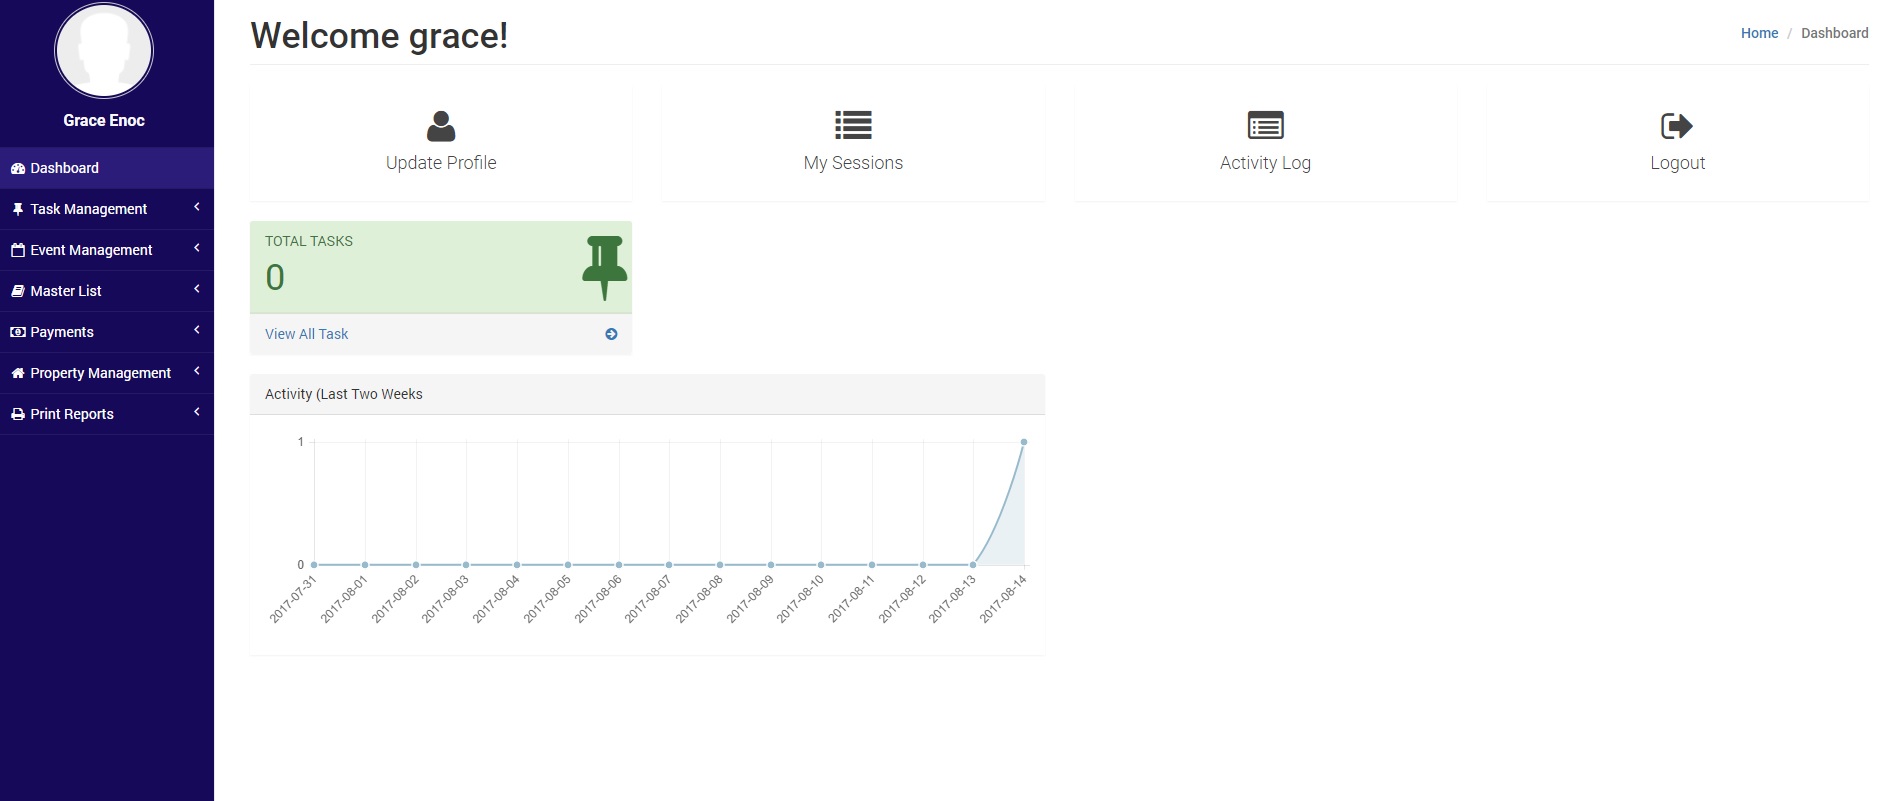 Grace Enoc
Dashboard
Task Management
Event Management
Master List
Payments
Property Management
Print Reports
Welcome grace!
Home / Dashboard
Update Profile
My Sessions
Activity Log
Logout
TOTAL TASKS
0
View All Task
Activity (Last Two Weeks
1
0
2017-07-31
2017-08-01
2017-08-02
2017-08-03
2017-08-04
2017-08-05
2017-08-06
2017-08-07
2017-08-08
2017-08-09
2017-08-10
2017-08-11
2017-08-12
2017-08-13
2017-08-14